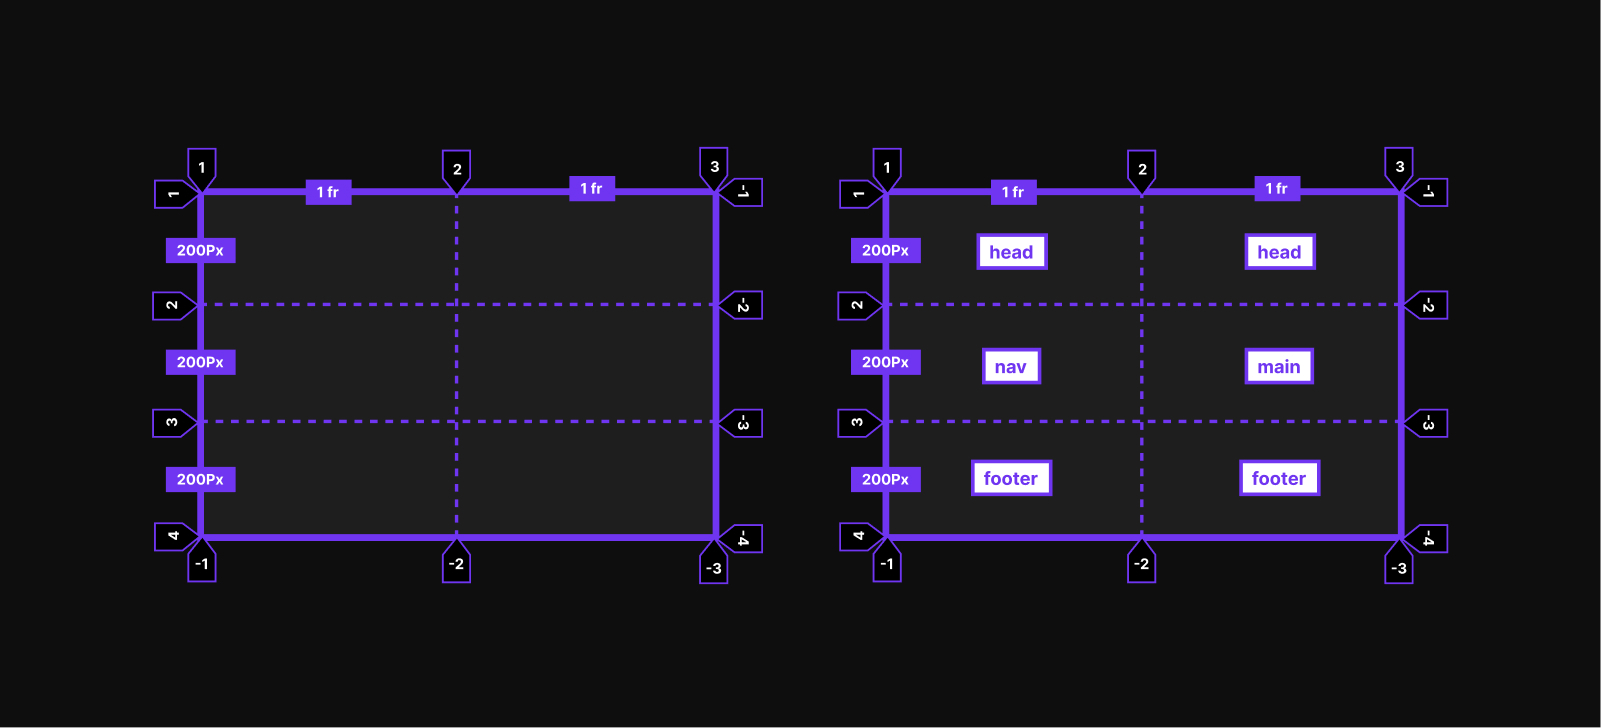 1 2 3
1 1 fr 1 fr -1
200Px
2 -2
200Px
3 -3
200Px
4 -4
-1 -2 -3
1 2 3
1 1 fr 1 fr -1
200Px head head
2 -2
200Px nav main
3 -3
200Px footer footer
4 -4
-1 -2 -3